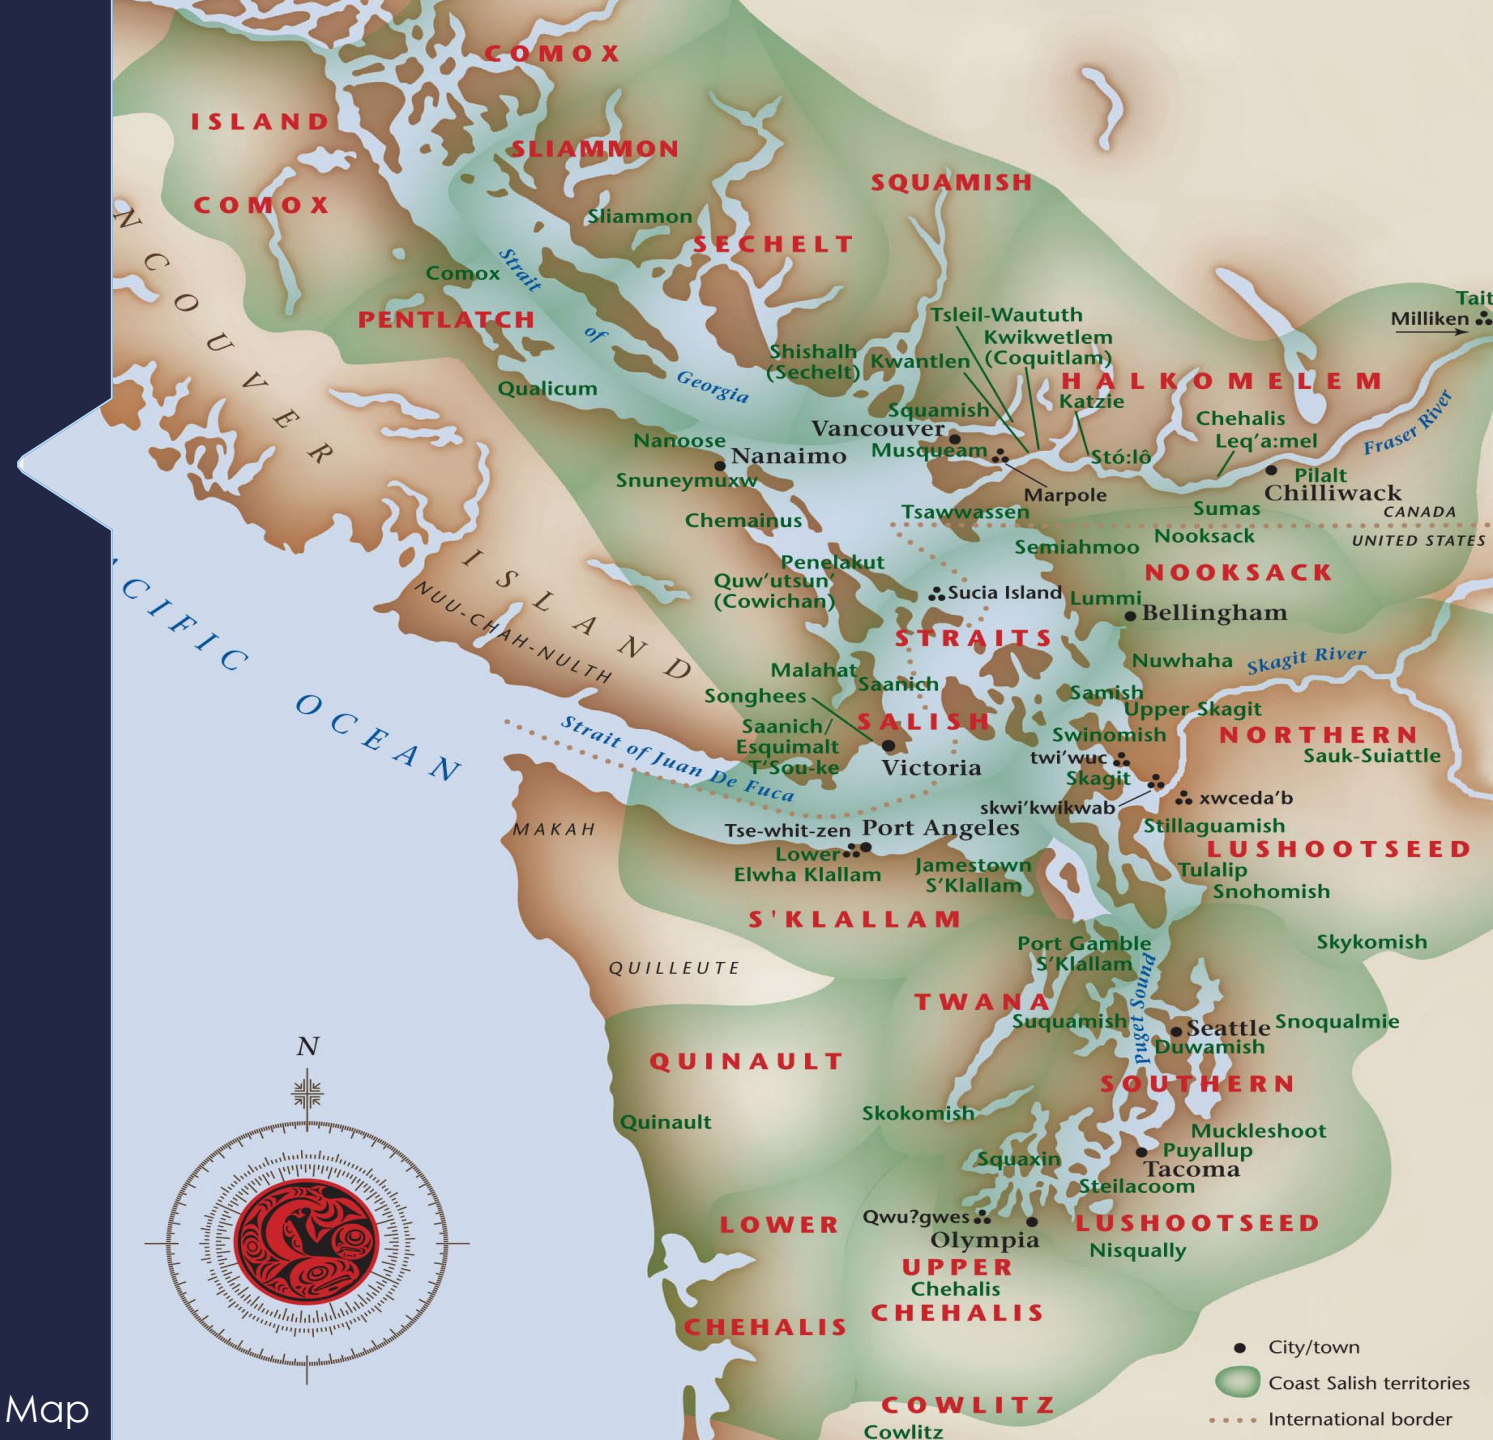 COMOX
ISLAND
COMOX
SLIAMMON
SQUAMISH
Sliammon
SECHELT
Comox
Strait
of
Georgia
PENTLATCH
Qualicum
Shishalh
(Sechelt)
Tsleil-Waututh
Kwikwetlem
(Coquitlam)
Kwantlen
Tait
Milliken
HALKOMELEM
Katzie
Squamish
Vancouver
Musqueam
Chehalis
Leq'a:mel
Fraser River
Stó:lō
Pilalt
Chilliwack
Marpole
Nanoose
Nanaimo
Snuneymuxw
Chemainus
Tsawwassen
Sumas
CANADA
UNITED STATES
Semiahmoo
Nooksack
NOOKSACK
Penelakut
Quw'utsun'
(Cowichan)
Sucia Island
Lummi
Bellingham
NCOUVER
ISLAND
NUU-CHAH-NULTH
ACIFIC OCEAN
STRAITS
SALISH
Malahat
Saanich
Songhees
Saanich/
Esquimalt
T'Sou-ke
Victoria
Nuwhaha
Skagit River
Samish
Upper Skagit
Swinomish
NORTHERN
Sauk-Suiattle
twi'wuc
Skagit
skwi'kwikwab
xwceda'b
Stillaguamish
LUSHOOTSEED
Tulalip
Snohomish
Skykomish
Strait of Juan De Fuca
MAKAH
Tse-whit-zen
Port Angeles
Lower
Elwha Klallam
Jamestown
S'Klallam
S'KLALLAM
QUILLEUTE
Port Gamble
S'Klallam
Puget Sound
TWANA
Suquamish
Seattle
Snoqualmie
Duwamish
SOUTHERN
QUINAULT
Quinault
Skokomish
Muckleshoot
Puyallup
Tacoma
Squaxin
Steilacoom
LUSHOOTSEED
Nisqually
Qwu?gwes
Olympia
LOWER
CHEHALIS
UPPER
Chehalis
CHEHALIS
COWLITZ
Cowlitz
N
City/town
Coast Salish territories
International border
Map